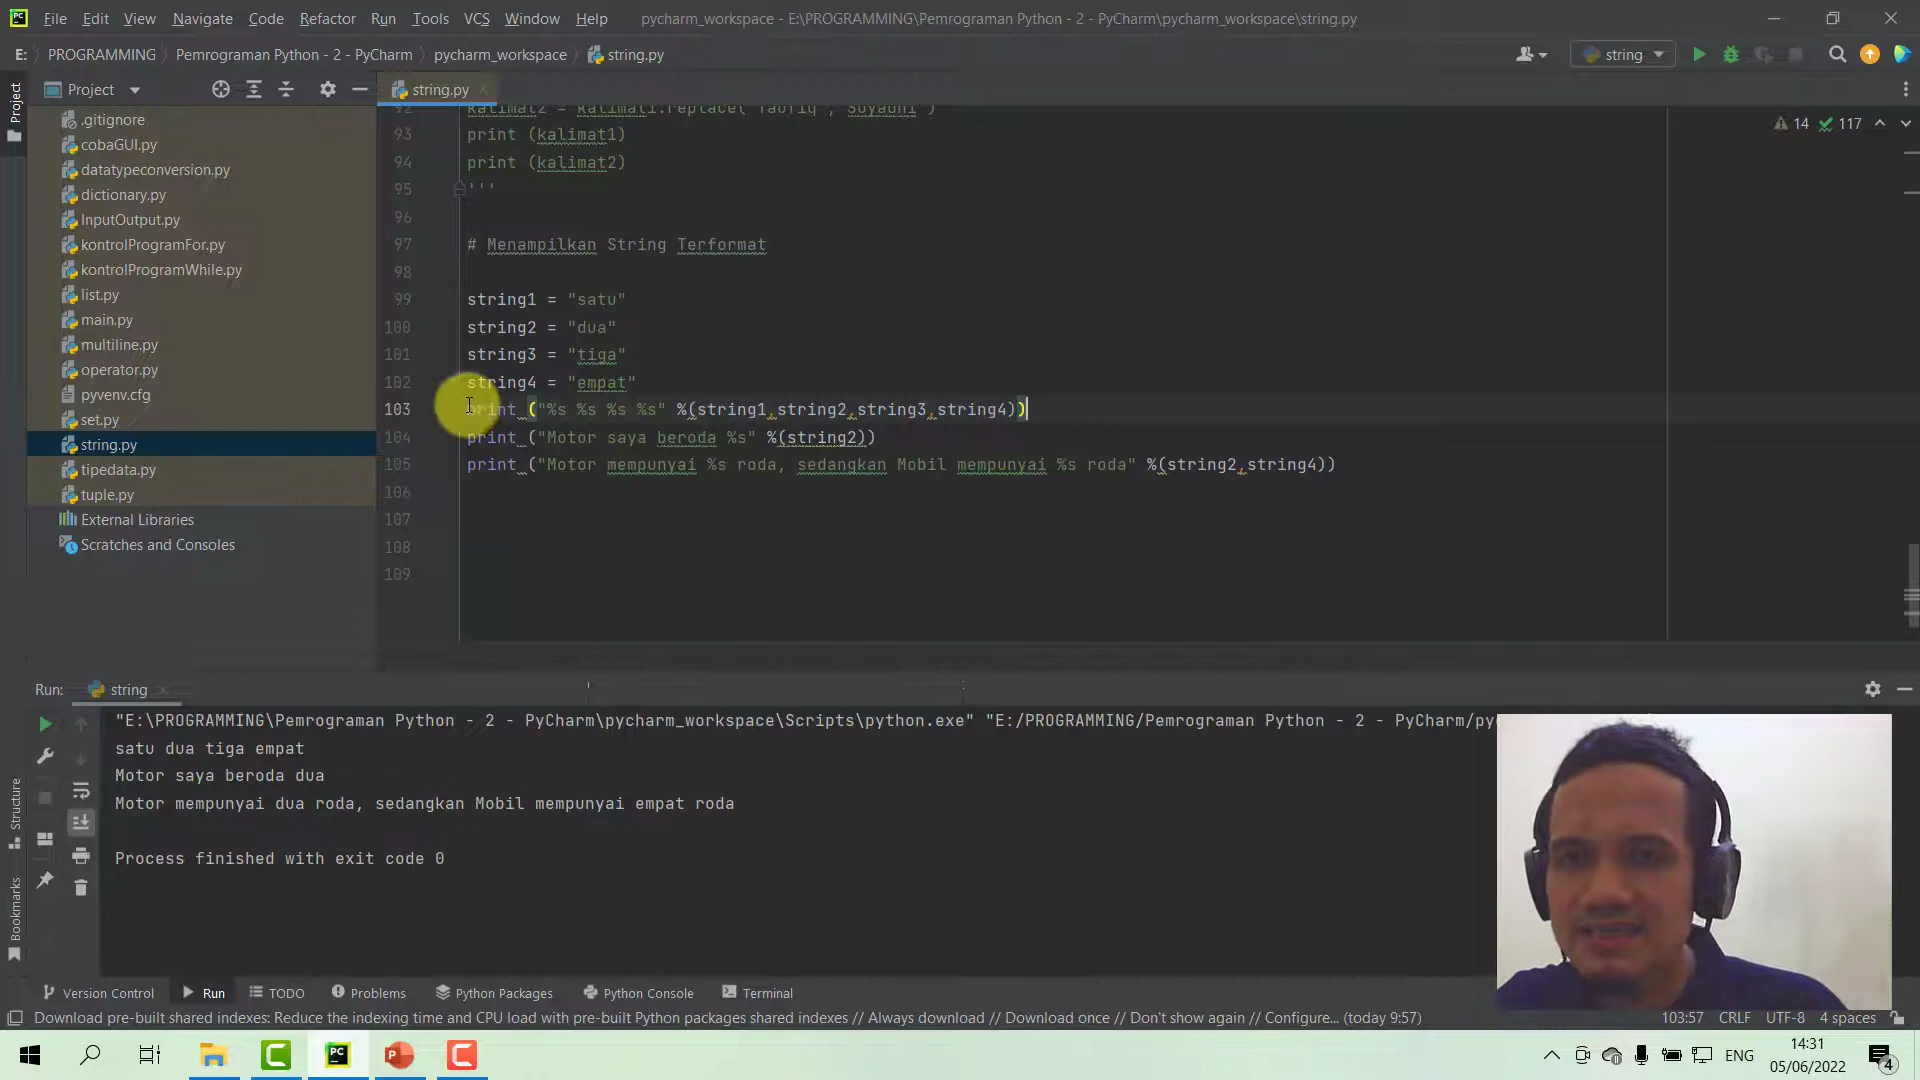 File Edit View Navigate Code Refactor Run Tools VCS Window Help pycharm_workspace - E:\PROGRAMMING\Pemrograman Python - 2 - PyCharm\pycharm_workspace\string.py
E: PROGRAMMING Pemrograman Python - 2 - PyCharm pycharm_workspace string.py string
Project Project string.py
.gitignore
cobaGUI.py
datatypeconversion.py
dictionary.py
InputOutput.py
kontrolProgramFor.py
kontrolProgramWhile.py
list.py
main.py
multiline.py
operator.py
pyvenv.cfg
set.py
string.py
tipedata.py
tuple.py
External Libraries
Scratches and Consoles
14 117
92 kalimat2 = kalimat1.replace("Taufiq", "Suyadhi")
93 print (kalimat1)
94 print (kalimat2)
95 '''
96
97 # Menampilkan String Terformat
98
99 string1 = "satu"
100 string2 = "dua"
101 string3 = "tiga"
102 string4 = "empat"
103 print ("%s %s %s %s" %(string1,string2,string3,string4))
104 print ("Motor saya beroda %s" %(string2))
105 print ("Motor mempunyai %s roda, sedangkan Mobil mempunyai %s roda" %(string2,string4))
106
107
108
109
Run: string
"E:\PROGRAMMING\Pemrograman Python - 2 - PyCharm\pycharm_workspace\Scripts\python.exe" "E:/PROGRAMMING/Pemrograman Python - 2 - PyCharm/py
satu dua tiga empat
Motor saya beroda dua
Motor mempunyai dua roda, sedangkan Mobil mempunyai empat roda
Process finished with exit code 0
Structure
Bookmarks
Version Control Run TODO Problems Python Packages Python Console Terminal
Download pre-built shared indexes: Reduce the indexing time and CPU load with pre-built Python packages shared indexes // Always download // Download once // Don't show again // Configure... (today 9:57) 103:57 CRLF UTF-8 4 spaces
ENG 14:31
05/06/2022 4